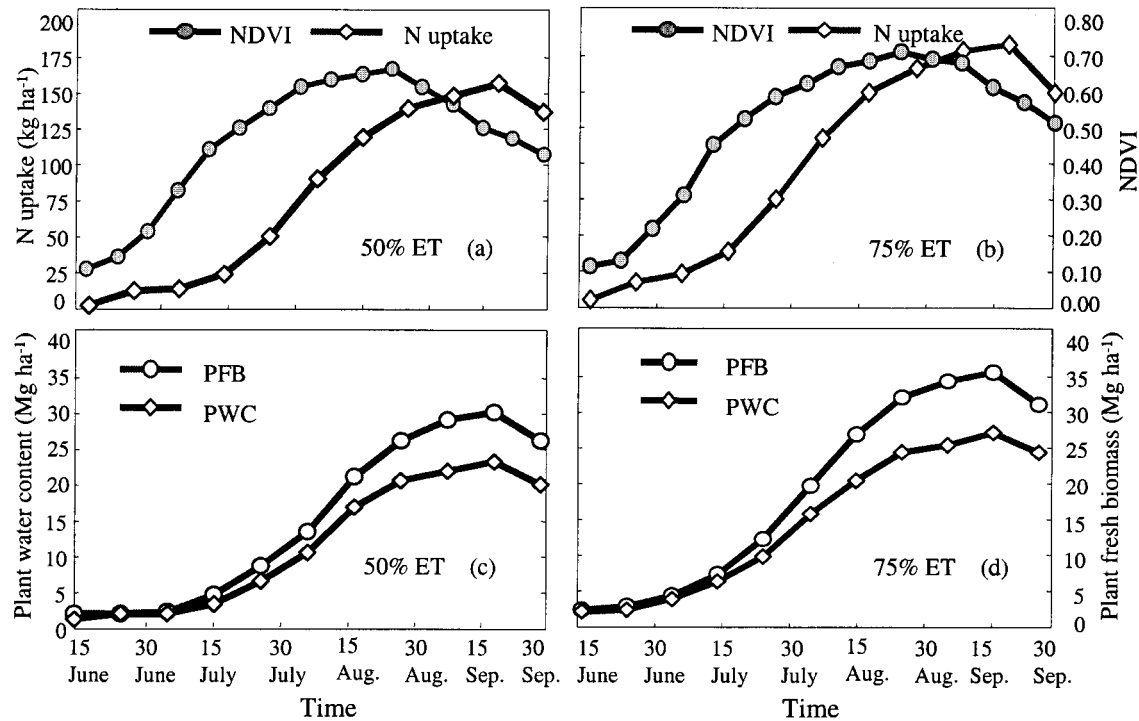 NDVI N uptake
NDVI N uptake
N uptake (kg ha-1)
200
175
150
125
100
75
50
25
0
50% ET (a)
75% ET (b)
0.80
0.70
0.60
0.50
0.40
0.30
0.20
0.10
0.00
NDVI
Plant water content (Mg ha-1)
40
35
30
25
20
15
10
5
0
PFB
PWC
50% ET (c)
PFB
PWC
75% ET (d)
40
35
30
25
20
15
10
5
0
Plant fresh biomass (Mg ha-1)
15 30 15 30 15 30 15 30
June June July July Aug. Aug. Sep. Sep.
Time
15 30 15 30 15 30 15 30
June June July July Aug. Aug. Sep. Sep.
Time